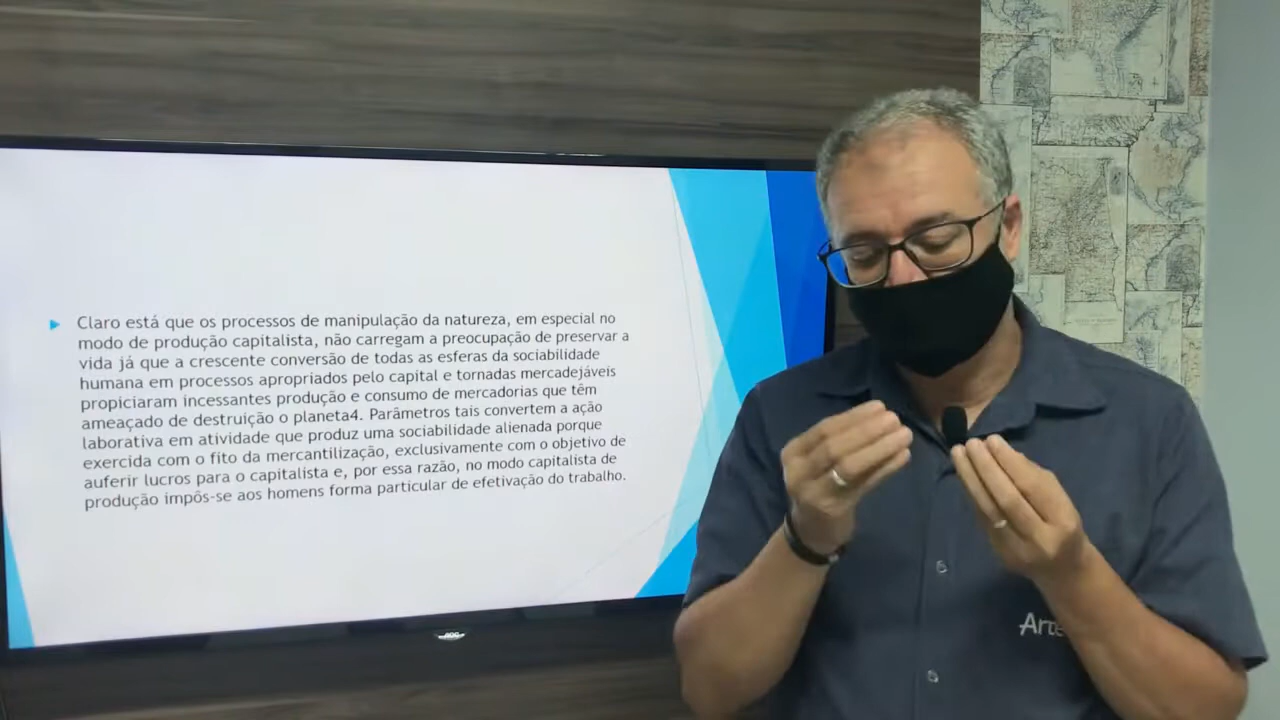 Claro está que os processos de manipulação da natureza, em especial no
modo de produção capitalista, não carregam a preocupação de preservar a
vida já que a crescente conversão de todas as esferas da sociabilidade
humana em processos apropriados pelo capital e tornadas mercadejáveis
propiciaram incessantes produção e consumo de mercadorias que têm
ameaçado de destruição o planeta4. Parâmetros tais convertem a ação
laborativa em atividade que produz uma sociabilidade alienada porque
exercida com o fito da mercantilização, exclusivamente com o objetivo de
auferir lucros para o capitalista e, por essa razão, no modo capitalista de
produção impôs-se aos homens forma particular de efetivação do trabalho.
AOC